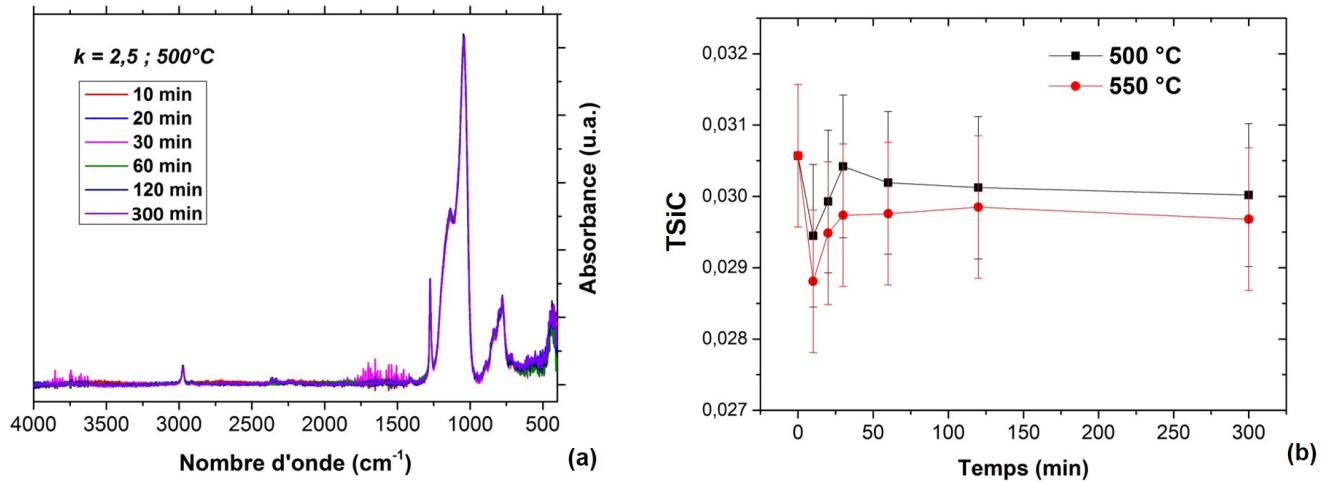 k = 2,5 ; 500°C
10 min
20 min
30 min
60 min
120 min
300 min
Absorbance (u.a.)
4000 3500 3000 2500 2000 1500 1000 500
Nombre d'onde (cm-1)
(a)
500 °C
550 °C
0,032
0,031
0,030
0,029
0,028
0,027
TSiC
0 50 100 150 200 250 300
Temps (min)
(b)